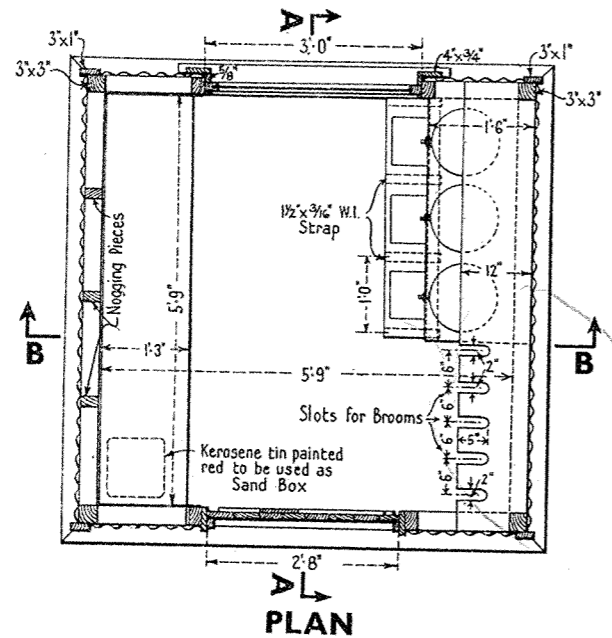 A
3'·0"
3"x1"
3"x3"
5/8"
4"x3/4"
3"x1"
3"x3"
1'·6"
1½"x3/16" W.I.
Strap
Nogging Pieces
5'·9"
12"
1'·0"
B
B
1'·3"
5'·9"
6"
2"
6"
Slots for Brooms
6"
5"
6"
2"
Kerosene tin painted
red to be used as
Sand Box
2'·8"
A
PLAN